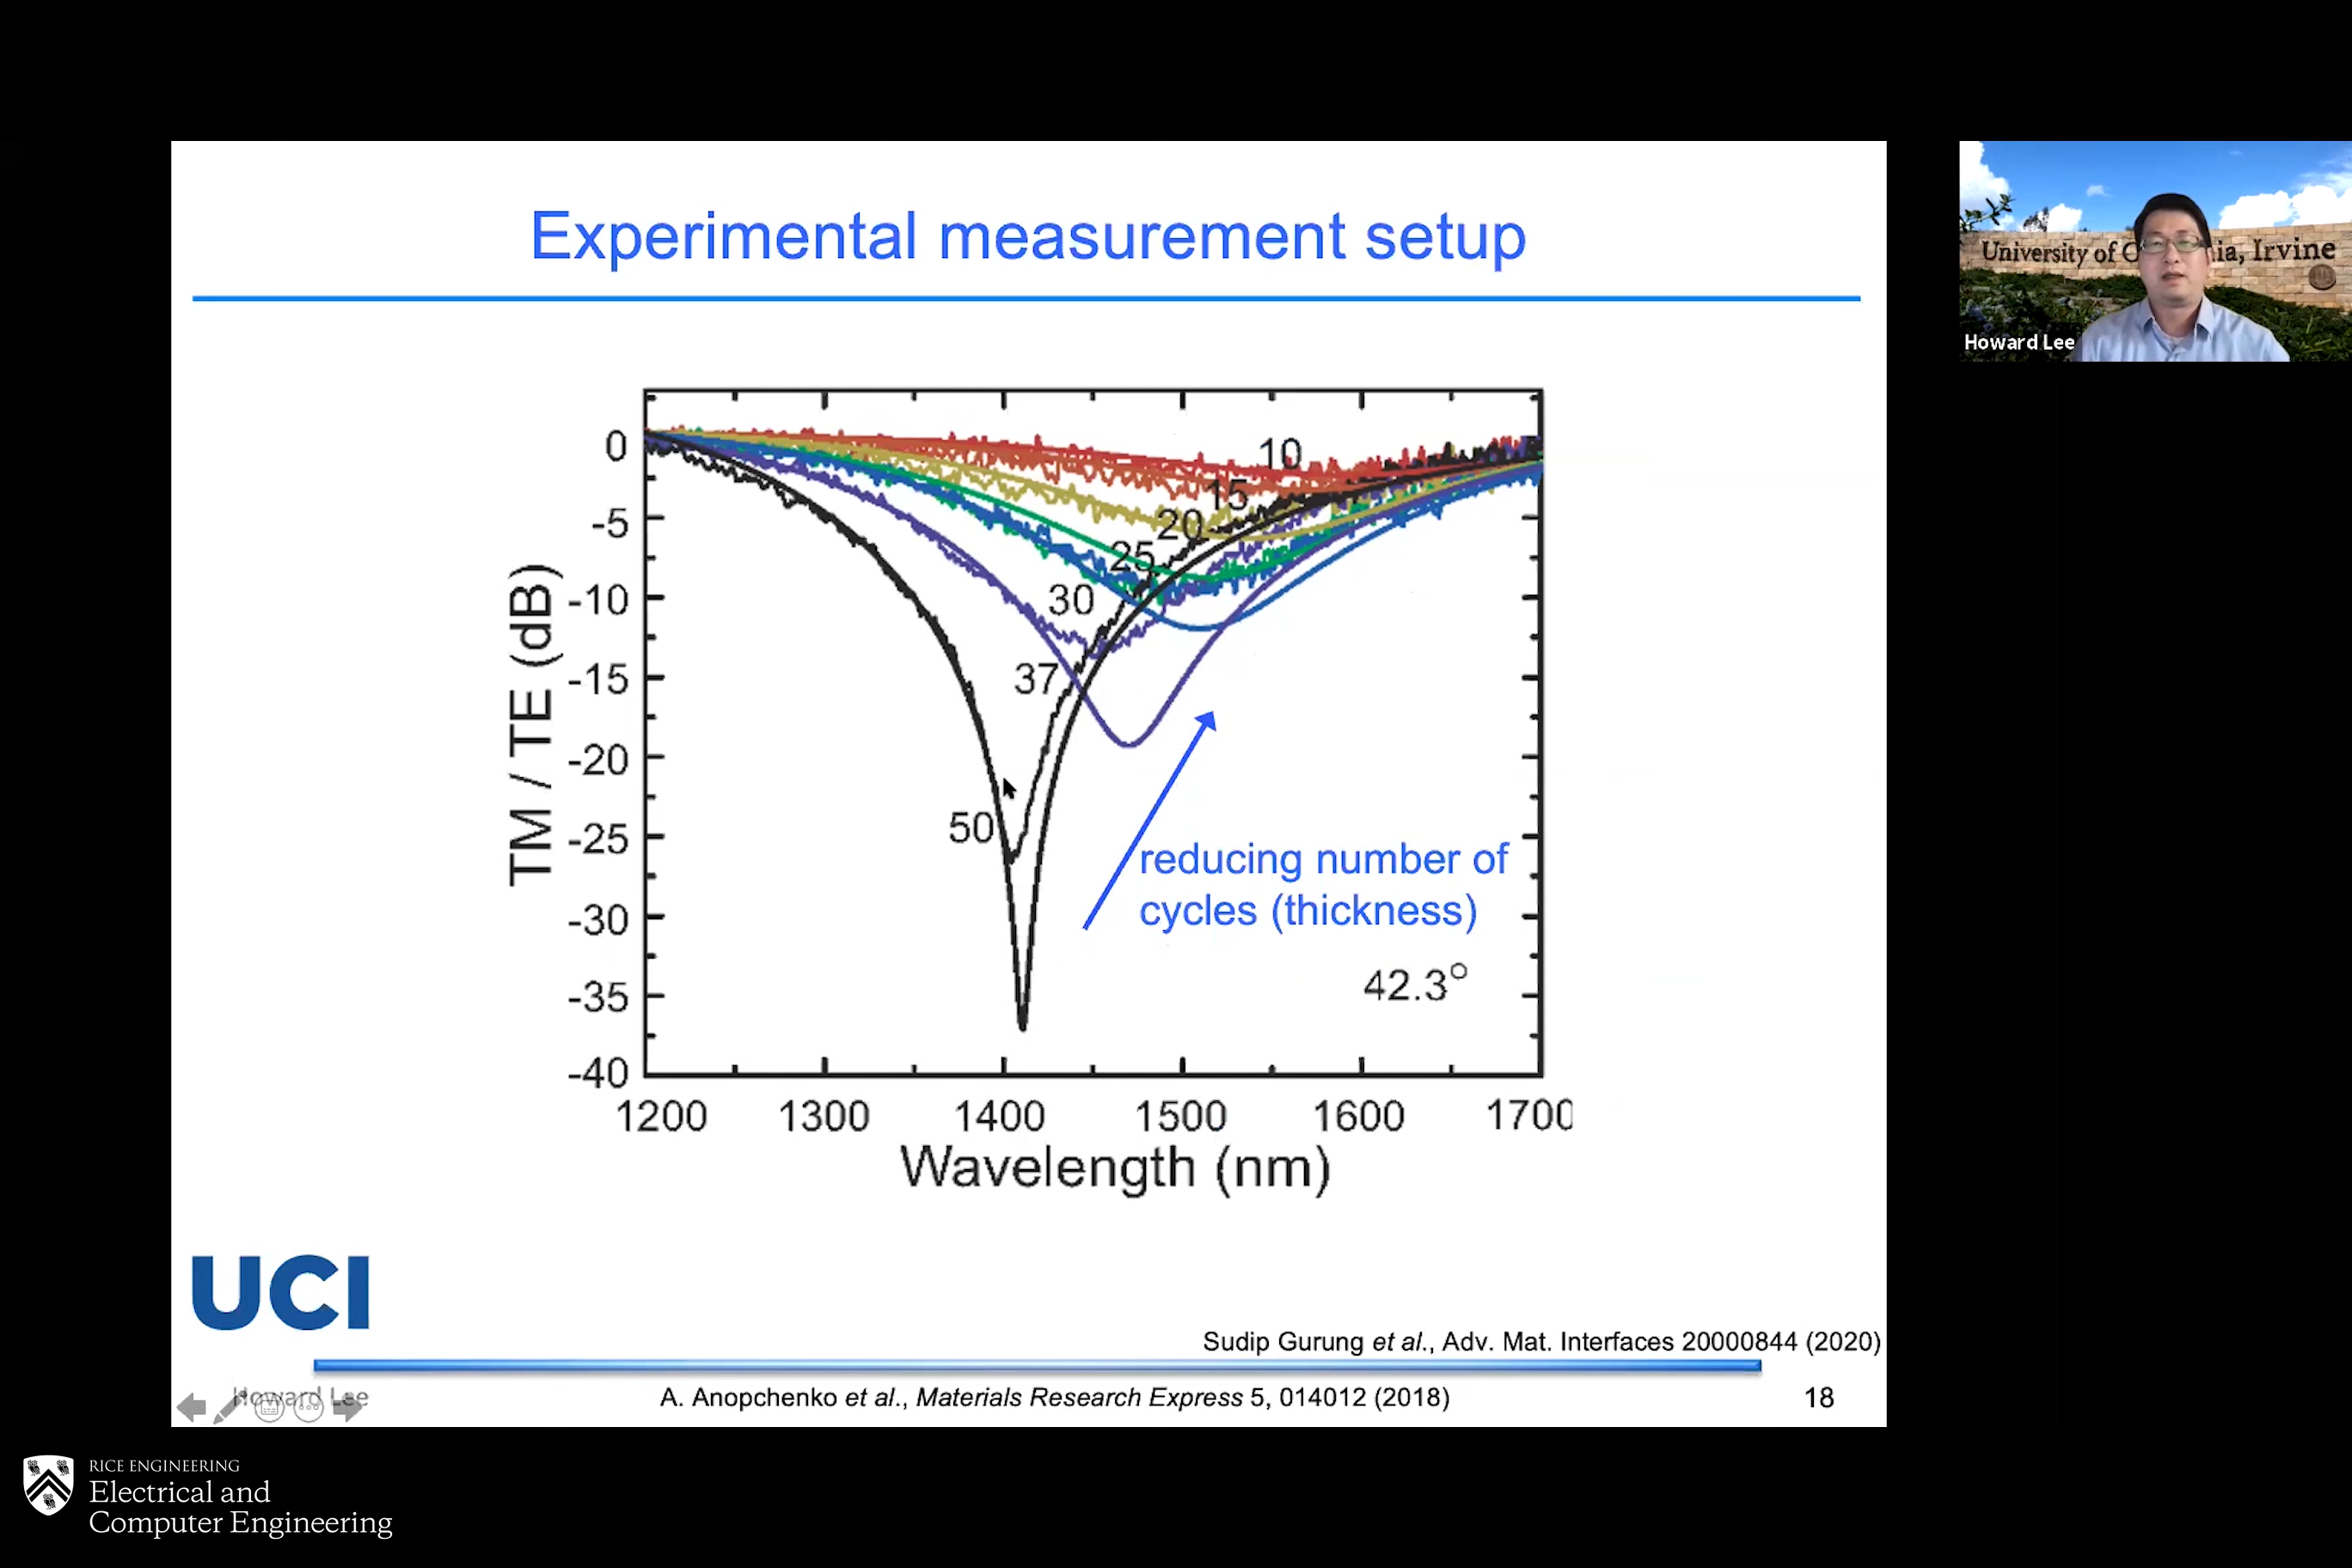 Experimental measurement setup
University of C
ia, Irvine
Howard Lee
TM / TE (dB)
0
-5
-10
-15
-20
-25
-30
-35
-40
10
15
20
25
30
37
50
reducing number of
cycles (thickness)
42.3°
1200 1300 1400 1500 1600 1700
Wavelength (nm)
UCI
Sudip Gurung et al., Adv. Mat. Interfaces 20000844 (2020)
Howard Lee
A. Anopchenko et al., Materials Research Express 5, 014012 (2018)
18
RICE ENGINEERING
Electrical and
Computer Engineering